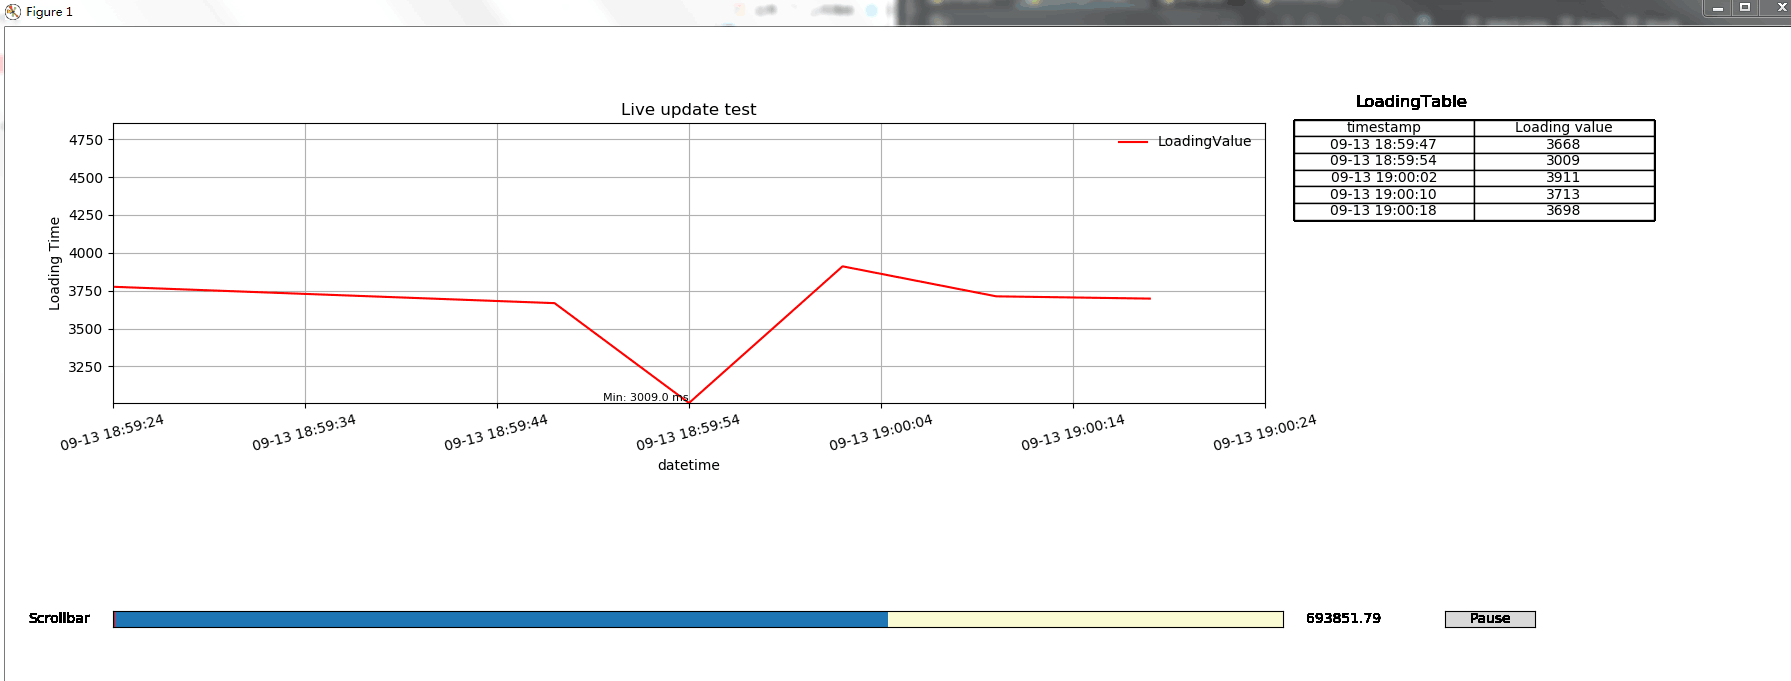 Figure 1
Live update test
LoadingValue
4750
4500
4250
4000
3750
3500
3250
Loading Time
Min: 3009.0 ms
09-13 18:59:24 09-13 18:59:34 09-13 18:59:44 09-13 18:59:54 09-13 19:00:04 09-13 19:00:14 09-13 19:00:24
datetime
LoadingTable
timestamp Loading value
09-13 18:59:47 3668
09-13 18:59:54 3009
09-13 19:00:02 3911
09-13 19:00:10 3713
09-13 19:00:18 3698
Scrollbar 693851.79 Pause